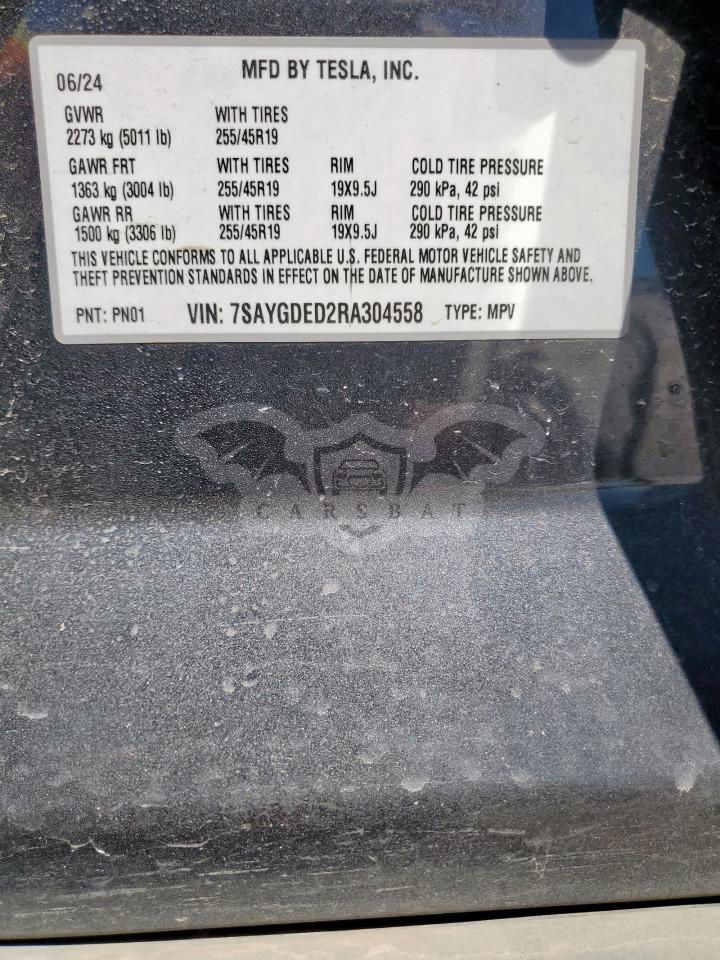 06/24 MFD BY TESLA, INC.
GVWR WITH TIRES
2273 kg (5011 lb) 255/45R19
GAWR FRT WITH TIRES RIM COLD TIRE PRESSURE
1363 kg (3004 lb) 255/45R19 19X9.5J 290 kPa, 42 psi
GAWR RR WITH TIRES RIM COLD TIRE PRESSURE
1500 kg (3306 lb) 255/45R19 19X9.5J 290 kPa, 42 psi
THIS VEHICLE CONFORMS TO ALL APPLICABLE U.S. FEDERAL MOTOR VEHICLE SAFETY AND
THEFT PREVENTION STANDARDS IN EFFECT ON THE DATE OF MANUFACTURE SHOWN ABOVE.
PNT: PN01 VIN: 7SAYGDED2RA304558 TYPE: MPV
CARSBAT